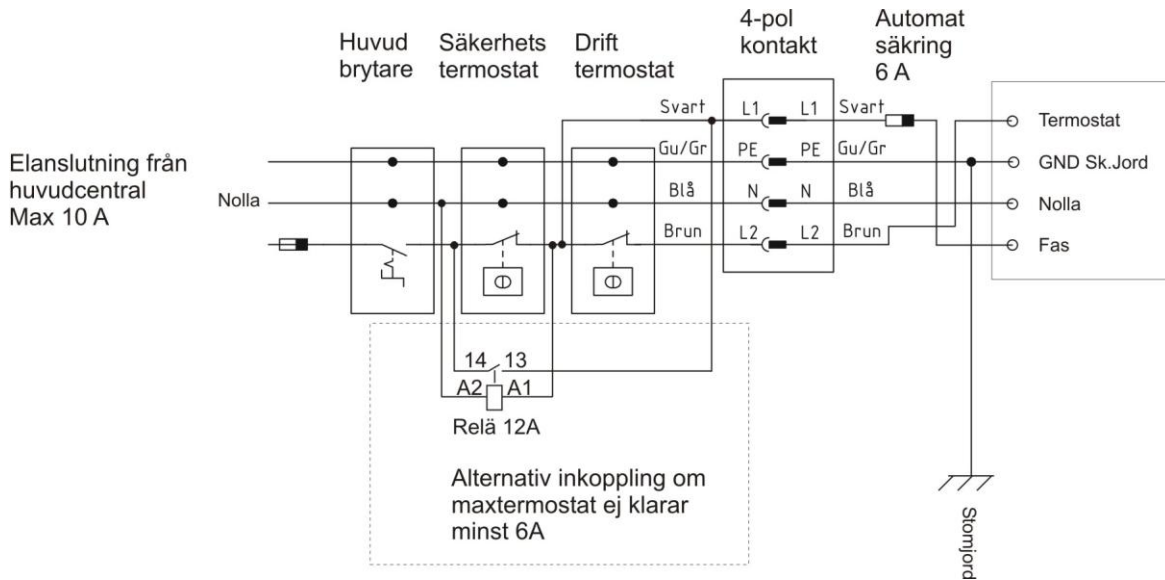 Huvud
brytare
Säkerhets
termostat
Drift
termostat
4-pol
kontakt
Automat
säkring
6 A
Elanslutning från
huvudcentral
Max 10 A
Nolla
Svart L1 L1 Svart
Gu/Gr PE PE Gu/Gr
Blå N N Blå
Brun L2 L2 Brun
Termostat
GND Sk.Jord
Nolla
Fas
14 13
A2 A1
Relä 12A
Alternativ inkoppling om
maxtermostat ej klarar
minst 6A
Stomjord